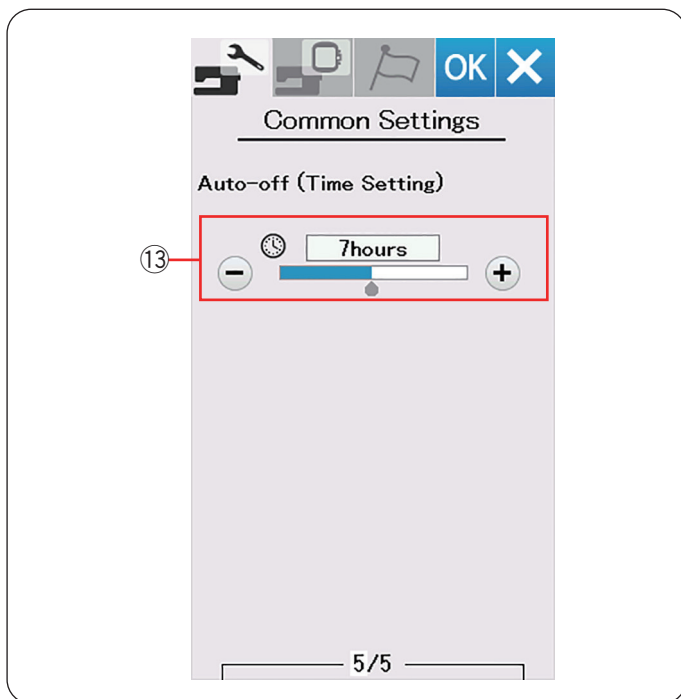 OK
Common Settings
Auto-off (Time Setting)
⑬
7hours
− +
5/5